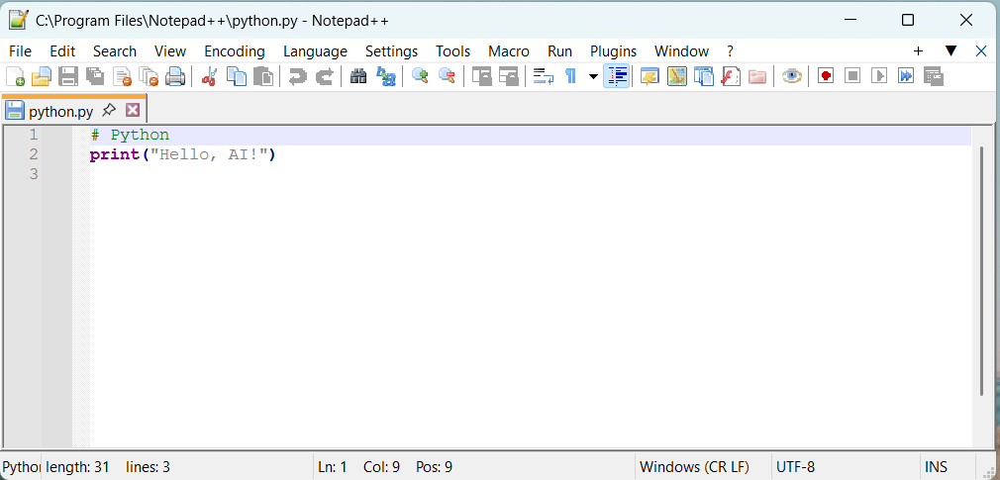 C:\Program Files\Notepad++\python.py - Notepad++
File Edit Search View Encoding Language Settings Tools Macro Run Plugins Window ? + ▼ ✕
python.py
1 # Python
2 print("Hello, AI!")
3
Pytho length: 31 lines: 3 Ln: 1 Col: 9 Pos: 9 Windows (CR LF) UTF-8 INS